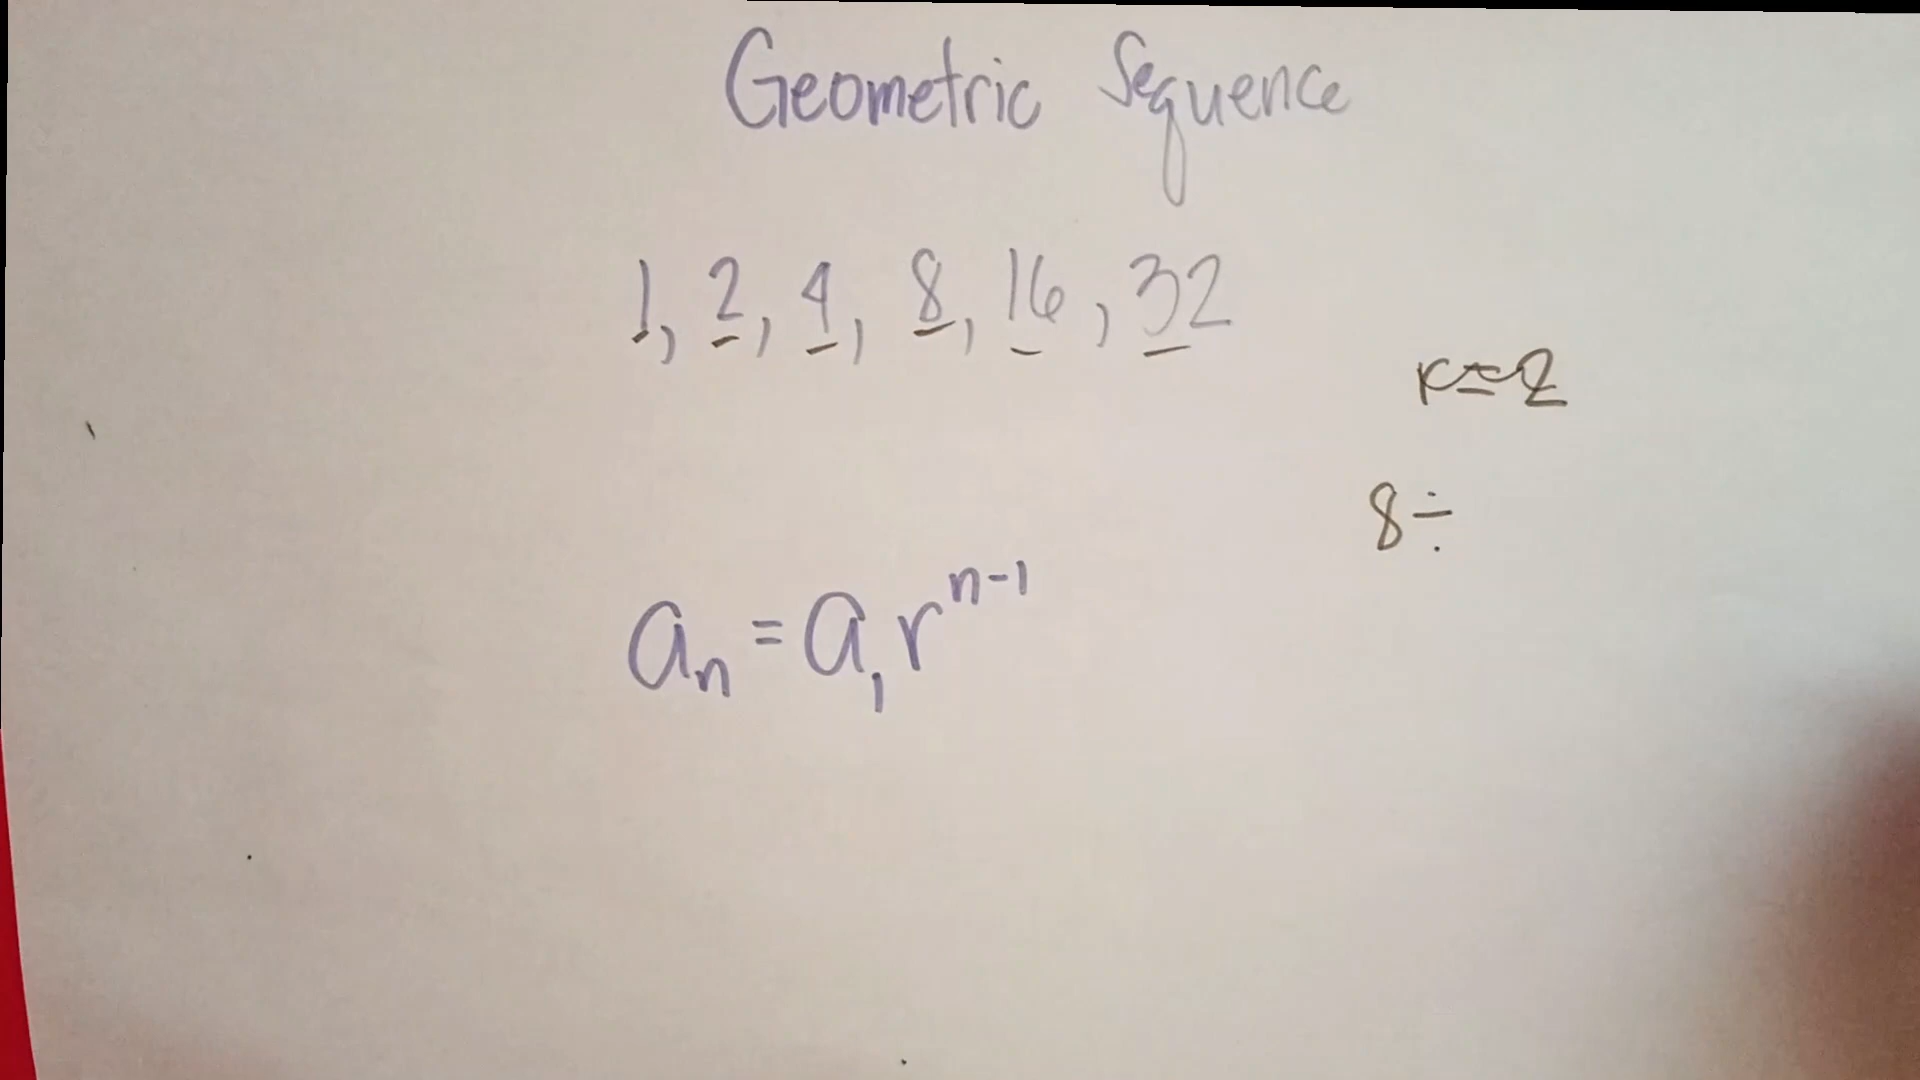 Geometric Sequence
1, 2, 4, 8, 16, 32
r=2
8÷
aₙ = a₁rⁿ⁻¹